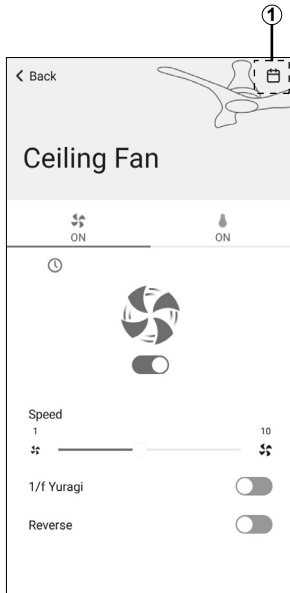 1
Back
Ceiling Fan
ON
ON
Speed
1
10
1/f Yuragi
Reverse